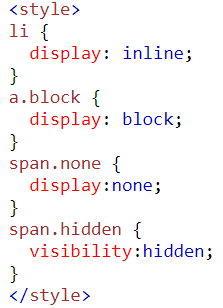 <style>
li {
  display: inline;
}
a.block {
  display: block;
}
span.none {
  display:none;
}
span.hidden {
  visibility:hidden;
}
</style>